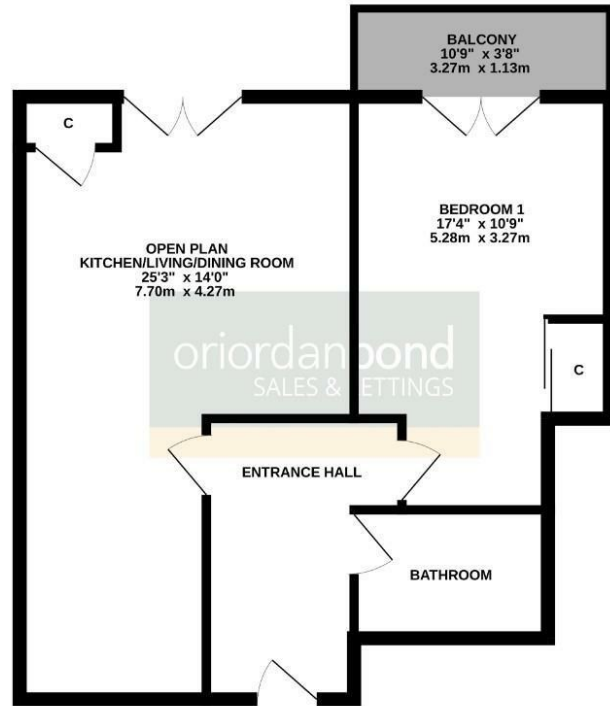 BALCONY
10'9" x 3'8"
3.27m x 1.13m
C
BEDROOM 1
17'4" x 10'9"
5.28m x 3.27m
OPEN PLAN
KITCHEN/LIVING/DINING ROOM
25'3" x 14'0"
7.70m x 4.27m
oriordanbond
SALES & LETTINGS
C
ENTRANCE HALL
BATHROOM